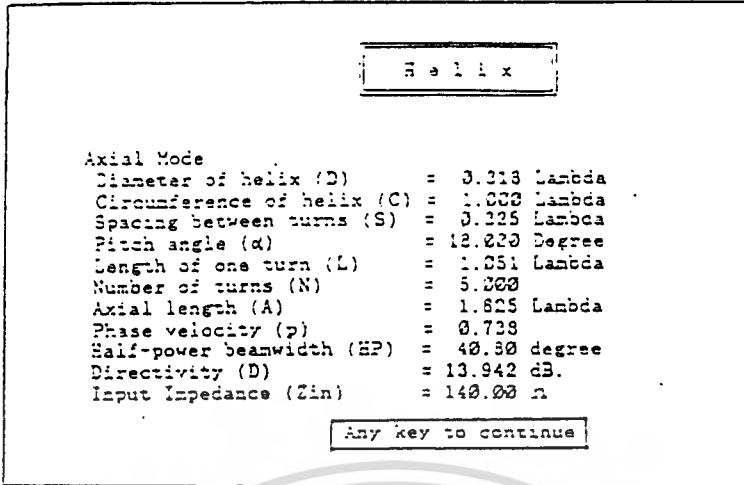 Helix
Axial Mode
Diameter of helix (D) = 0.318 Lambda
Circumference of helix (C) = 1.000 Lambda
Spacing between turns (S) = 0.325 Lambda
Pitch angle (α) = 18.000 Degree
Length of one turn (L) = 1.051 Lambda
Number of turns (N) = 5.000
Axial length (A) = 1.625 Lambda
Phase velocity (p) = 0.738
Half-power beamwidth (HP) = 40.80 degree
Directivity (D) = 13.942 dB.
Input Impedance (Zin) = 140.00 Ω
Any key to continue